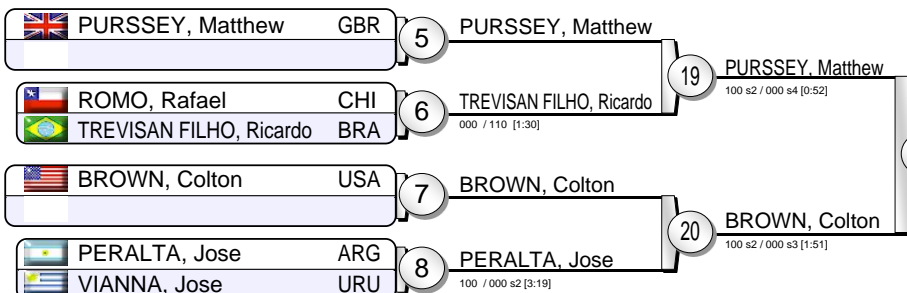 PURSSEY, Matthew GBR
5
PURSSEY, Matthew
ROMO, Rafael CHI
TREVISAN FILHO, Ricardo BRA
6
TREVISAN FILHO, Ricardo
000 / 110 [1:30]
19
PURSSEY, Matthew
100 s2 / 000 s4 [0:52]
BROWN, Colton USA
7
BROWN, Colton
PERALTA, Jose ARG
VIANNA, Jose URU
8
PERALTA, Jose
100 / 000 s2 [3:19]
20
BROWN, Colton
100 s2 / 000 s3 [1:51]